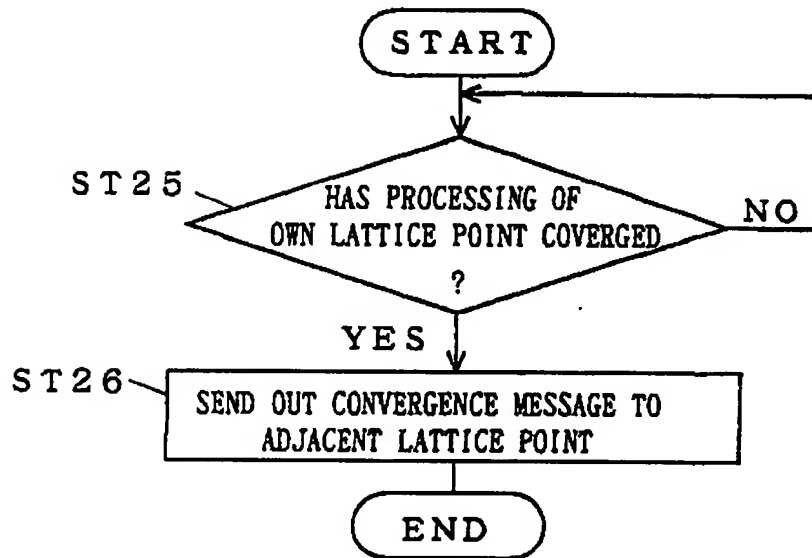 START
ST25
HAS PROCESSING OF
OWN LATTICE POINT COVERGED
?
NO
YES
ST26
SEND OUT CONVERGENCE MESSAGE TO
ADJACENT LATTICE POINT
END